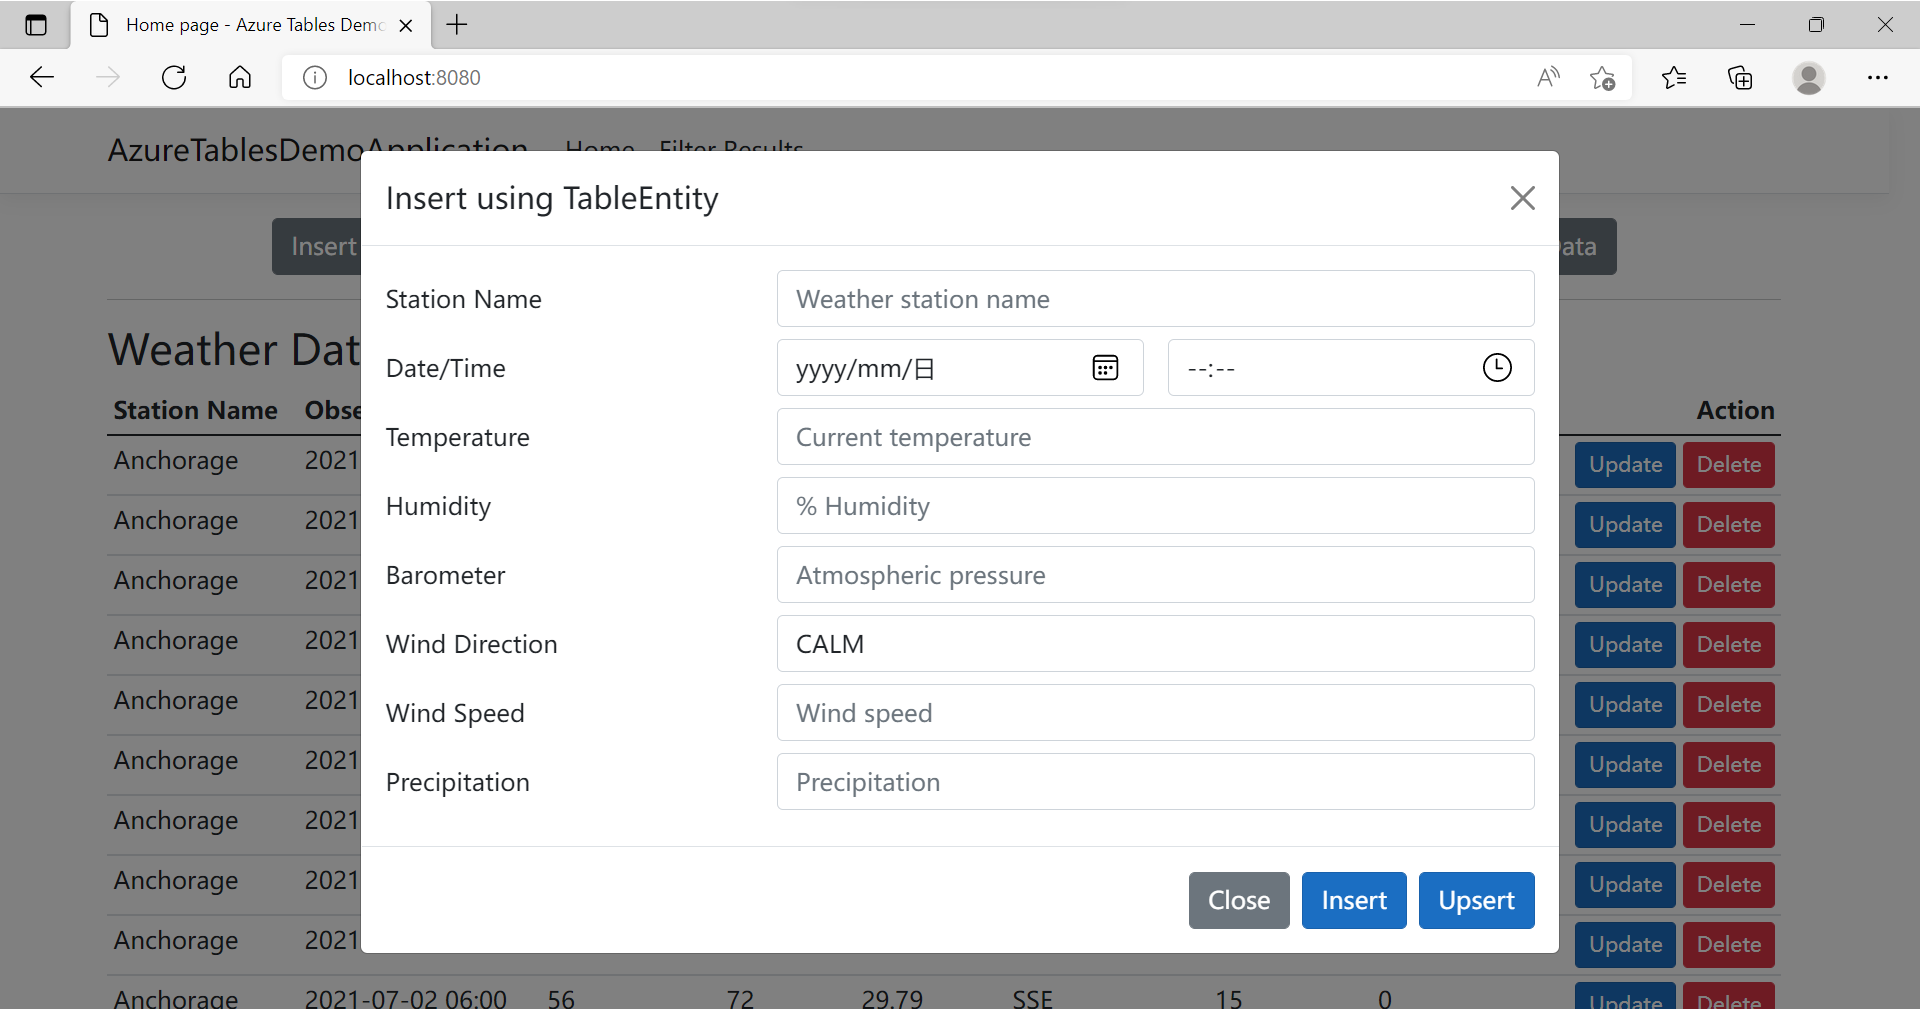 Home page - Azure Tables Demo
localhost:8080
AzureTablesDemoApplication Home Filter Results
Insert using TableEntity
Insert
ata
Station Name Weather station name
Weather Dat
Date/Time yyyy/mm/日 --:--
Station Name Obse Action
Temperature Current temperature
Anchorage 2021 Update Delete
Humidity % Humidity
Anchorage 2021 Update Delete
Barometer Atmospheric pressure
Anchorage 2021 Update Delete
Wind Direction CALM
Anchorage 2021 Update Delete
Wind Speed Wind speed
Anchorage 2021 Update Delete
Precipitation Precipitation
Anchorage 2021 Update Delete
Anchorage 2021 Update Delete
Anchorage 2021 Update Delete
Close Insert Upsert
Anchorage 2021 Update Delete
Anchorage 2021-07-02 06:00 56 72 29.79 SSE 15 0 Update Delete